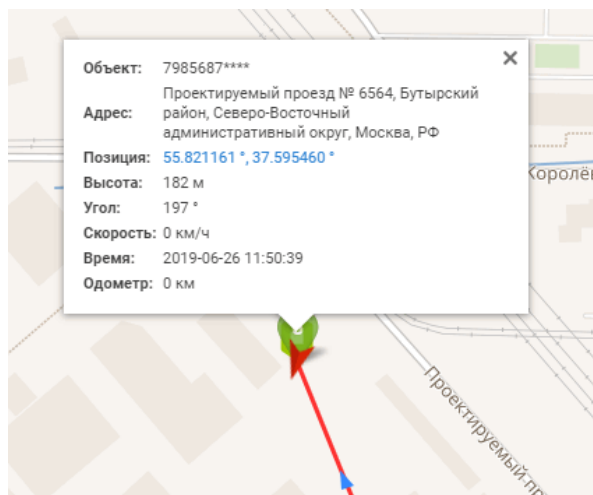 Объект: 7985687****
Адрес: Проектируемый проезд № 6564, Бутырский
район, Северо-Восточный
административный округ, Москва, РФ
Позиция: 55.821161 °, 37.595460 °
Высота: 182 м
Угол: 197 °
Скорость: 0 км/ч
Время: 2019-06-26 11:50:39
Одометр: 0 км
Королё
Проектируемый пр